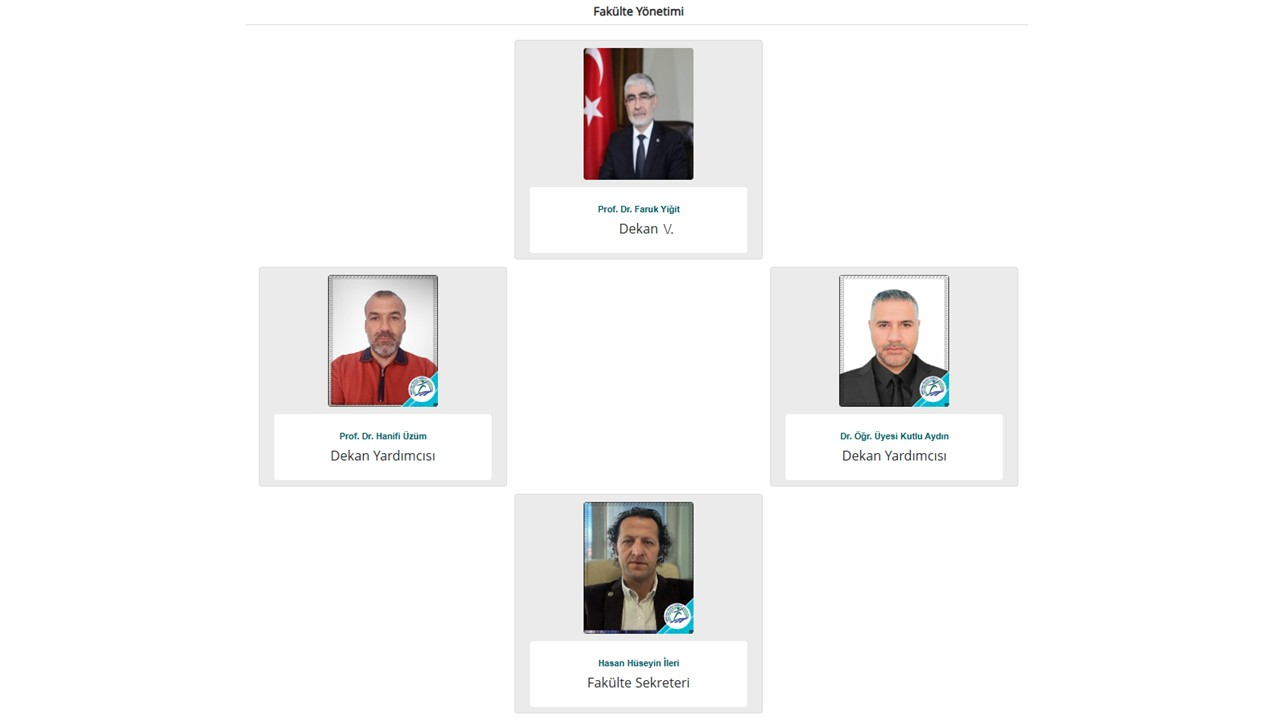 Fakülte Yönetimi
Prof. Dr. Faruk Yiğit
Dekan V.
Prof. Dr. Hanifi Üzüm
Dekan Yardımcısı
Dr. Öğr. Üyesi Kutlu Aydın
Dekan Yardımcısı
Hasan Hüseyin İleri
Fakülte Sekreteri